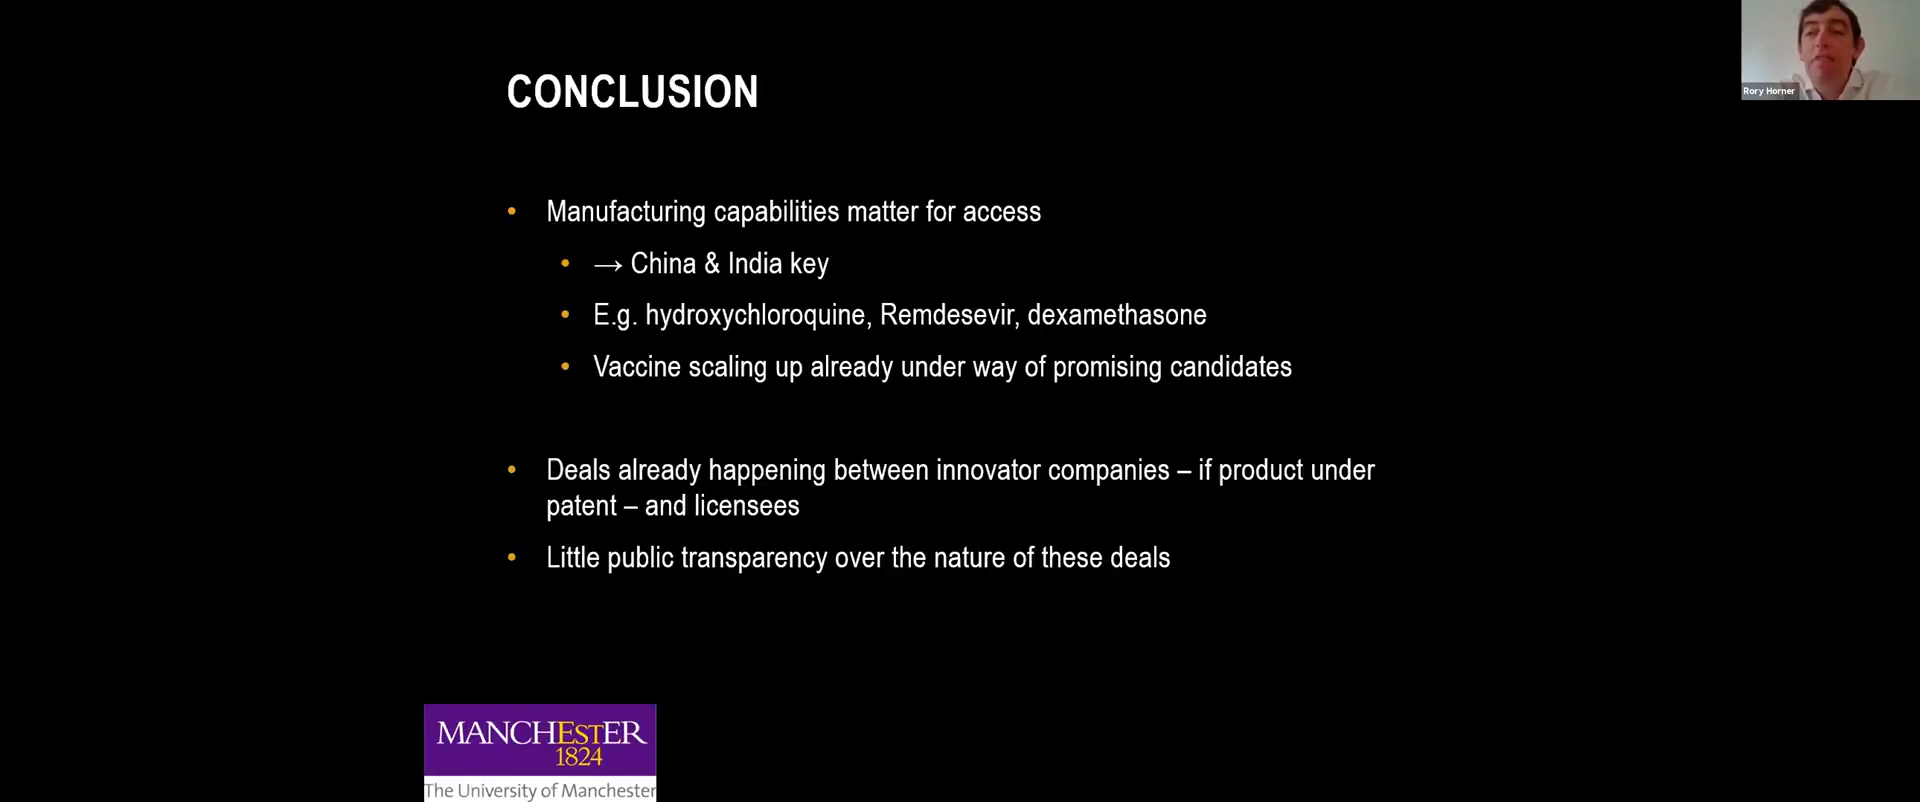 CONCLUSION
Rory Horner
• Manufacturing capabilities matter for access
• → China & India key
• E.g. hydroxychloroquine, Remdesevir, dexamethasone
• Vaccine scaling up already under way of promising candidates
• Deals already happening between innovator companies – if product under
patent – and licensees
• Little public transparency over the nature of these deals
MANCHESTER
1824
The University of Manchester